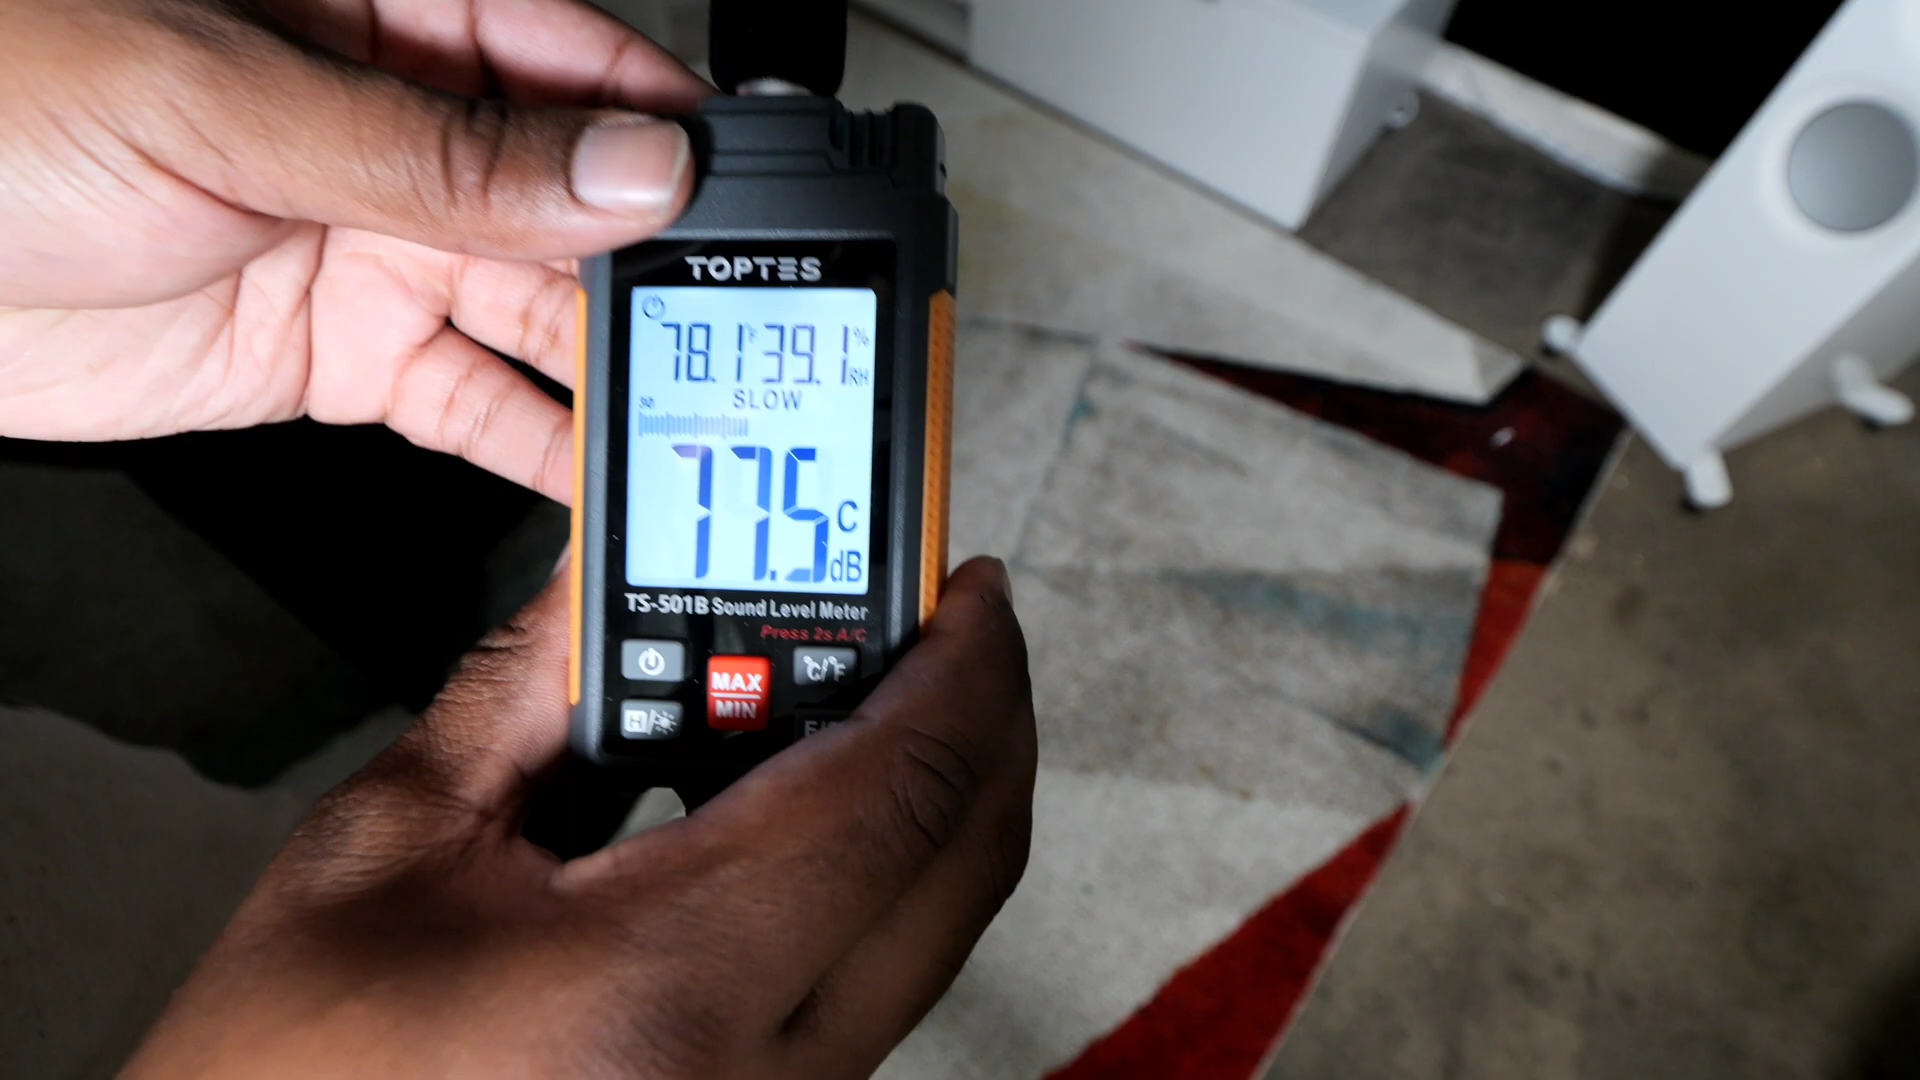 TOPTES
78.1°F 39.1% RH
SLOW
30
77.5 C dB
TS-501B Sound Level Meter
Press 2s A/C
MAX °C/°F
MIN
H